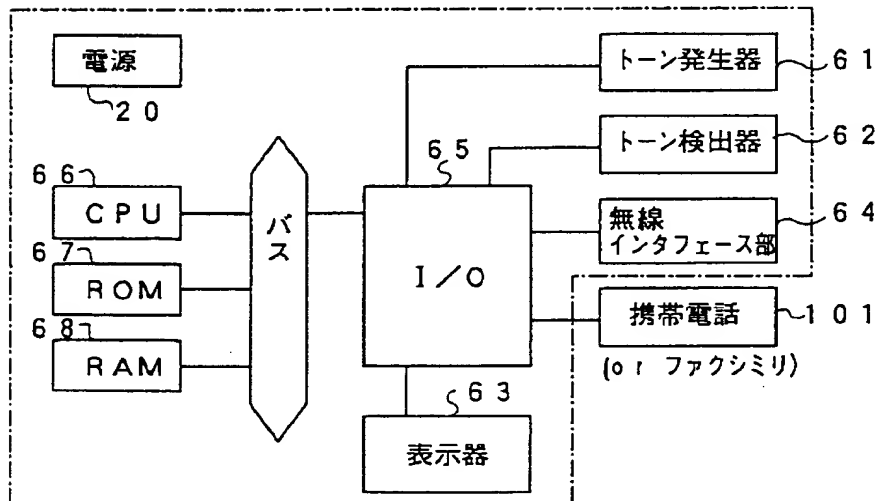 電源
20
66
CPU
67
ROM
68
RAM
バス
65
I/O
トーン発生器
61
トーン検出器
62
無線
インタフェース部
64
携帯電話
101
(or ファクシミリ)
63
表示器